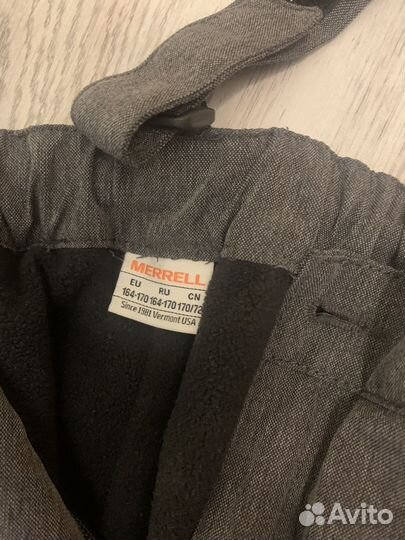 MERRELL
EU RU CN
164-170 164-170 170/72
Since 1981 Vermont USA
Avito